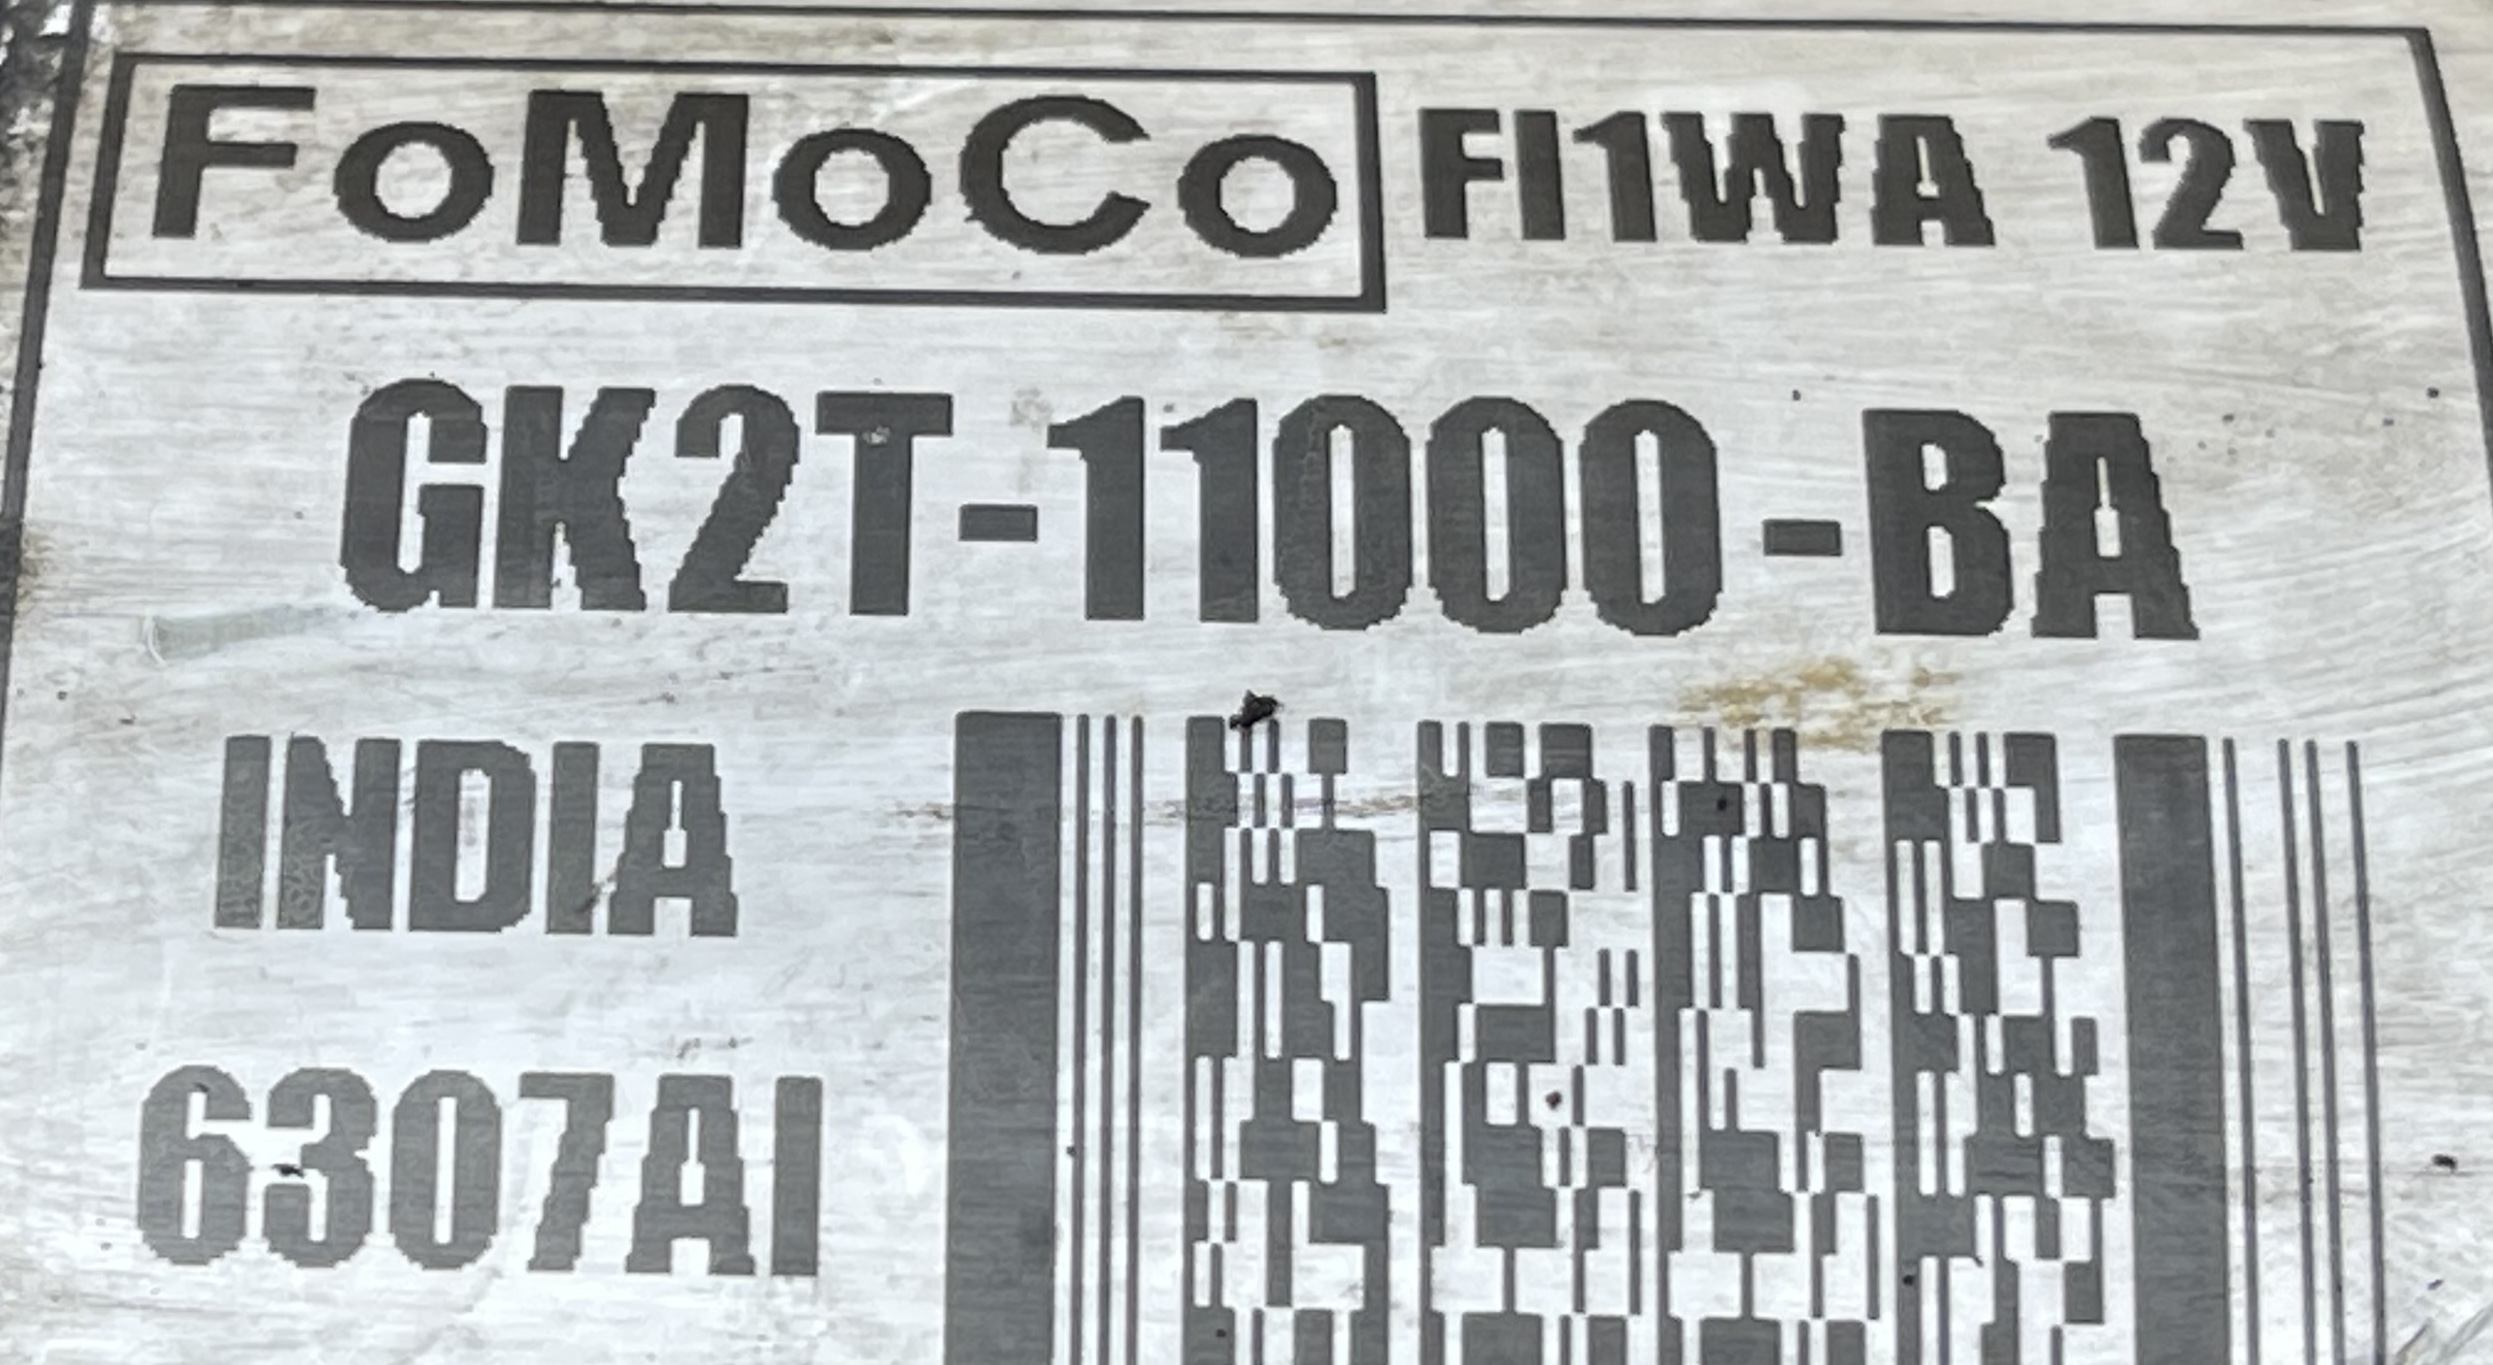 FoMoCo FI1WA 12V
GK2T-11000-BA
INDIA
6307AI